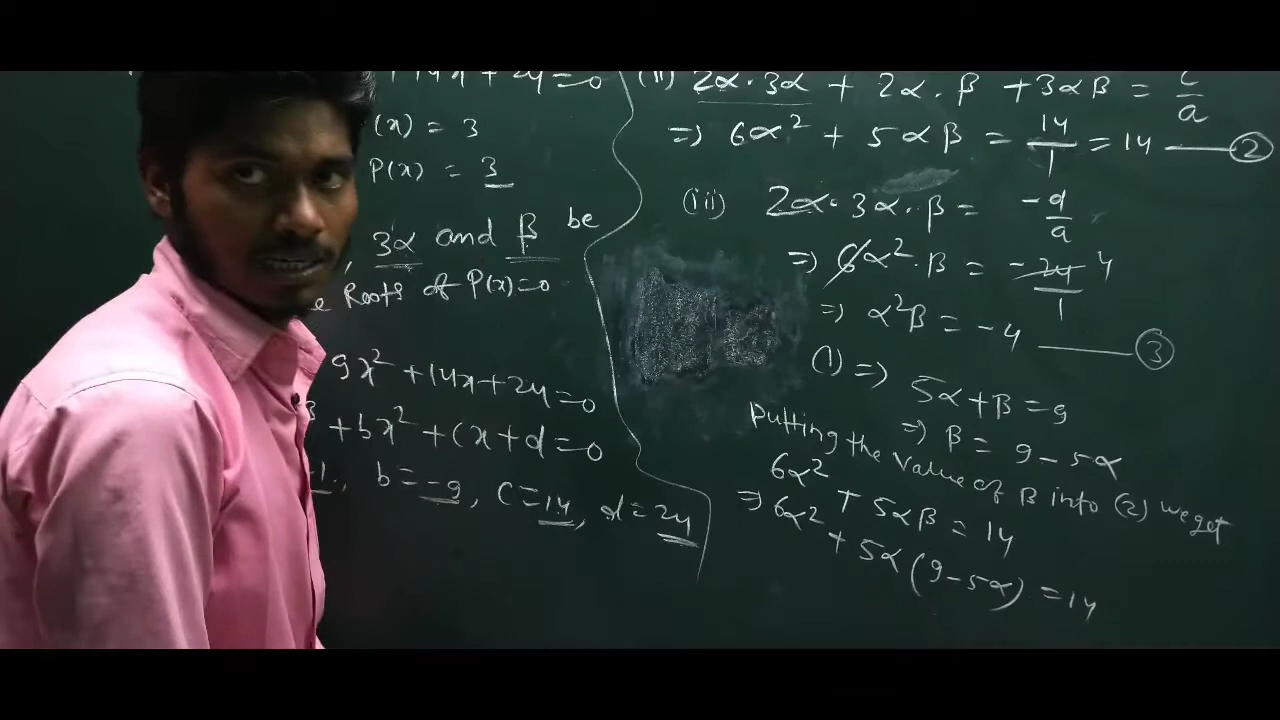 + 14x + 24 = 0
(x) = 3
P(x) = 3
, 3α and β be
e Roots of P(x)=0
9x² + 14x + 24 = 0
+ bx² + cx + d = 0
1, b = -9, c = 14, d = 24
(ii) 2α · 3α + 2α · β + 3αβ = c/a
=> 6α² + 5αβ = 14/1 = 14 —— ②
(iii) 2α · 3α · β = -d/a
=> 6α² · β = -24/1 4
=> α²β = -4 —— ③
(1) => 5α + β = 9
=> β = 9 - 5α
Putting the value of β into (2) we get
6α² + 5αβ = 14
=> 6α² + 5α(9 - 5α) = 14